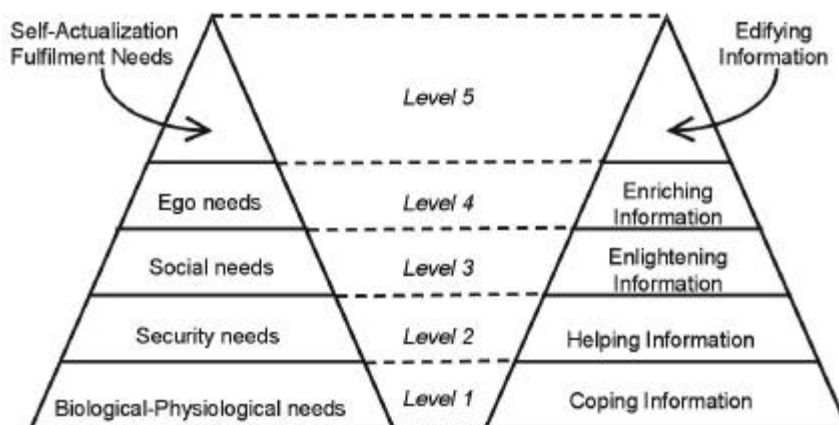 Self-Actualization
Fulfilment Needs
Edifying
Information
Level 5
Ego needs
Level 4
Enriching
Information
Social needs
Level 3
Enlightening
Information
Security needs
Level 2
Helping Information
Biological-Physiological needs
Level 1
Coping Information